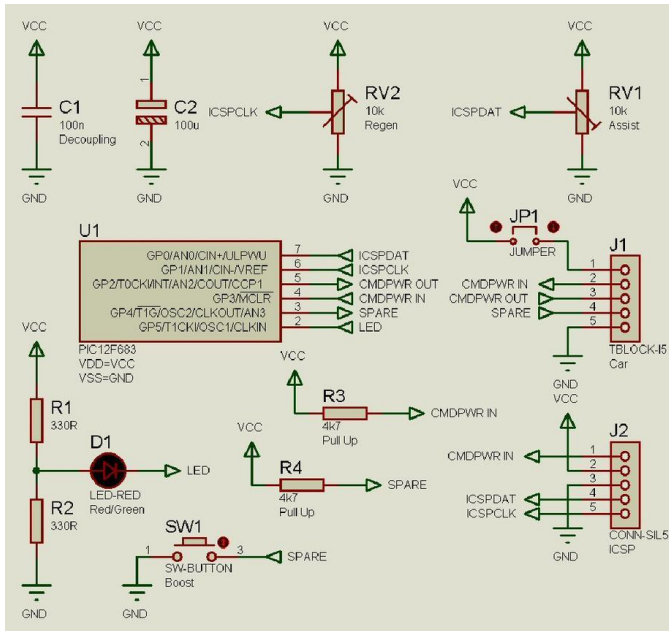 VCC
VCC
VCC
VCC
C1
100n
Decoupling
1
C2
100u
2
ICSPCLK
RV2
10k
Regen
ICSPDAT
RV1
10k
Assist
GND
GND
GND
GND
U1
GP0/AN0/CIN+/ULPWU 7 ICSPDAT
GP1/AN1/CIN-/VREF 6 ICSPCLK
GP2/T0CKI/INT/AN2/COUT/CCP1 5 CMDPWR OUT
GP3/MCLR 4 CMDPWR IN
GP4/T1G/OSC2/CLKOUT/AN3 3 SPARE
GP5/T1CKI/OSC1/CLKIN 2 LED
PIC12F683
VDD=VCC
VSS=GND
VCC
JP1
JUMPER
J1
1
CMDPWR IN 2
CMDPWR OUT 3
SPARE 4
5
TBLOCK-I5
Car
GND
VCC
R1
330R
D1
LED
LED-RED
Red/Green
R2
330R
GND
VCC
R3
CMDPWR IN
4k7
Pull Up
VCC
R4
SPARE
4k7
Pull Up
SW1
1 3 SPARE
SW-BUTTON
Boost
GND
VCC
J2
CMDPWR IN 1
2
3
ICSPDAT 4
ICSPCLK 5
CONN-SIL5
ICSP
GND